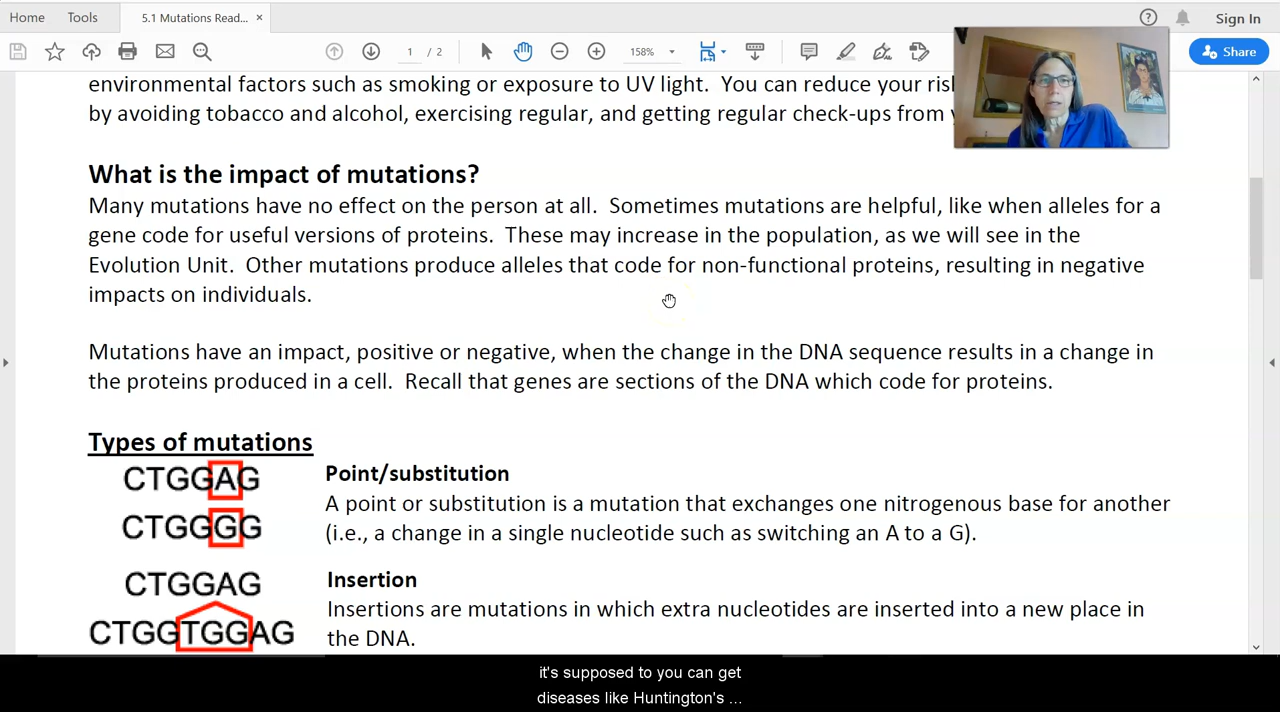 Home Tools 5.1 Mutations Read... × Sign In
1 / 2 158% Share
environmental factors such as smoking or exposure to UV light. You can reduce your
by avoiding tobacco and alcohol, exercising regular, and getting regular check-ups from
What is the impact of mutations?
Many mutations have no effect on the person at all. Sometimes mutations are helpful, like when alleles for a
gene code for useful versions of proteins. These may increase in the population, as we will see in the
Evolution Unit. Other mutations produce alleles that code for non-functional proteins, resulting in negative
impacts on individuals.
Mutations have an impact, positive or negative, when the change in the DNA sequence results in a change in
the proteins produced in a cell. Recall that genes are sections of the DNA which code for proteins.
Types of mutations
CTGGAG Point/substitution
A point or substitution is a mutation that exchanges one nitrogenous base for another
CTGGGG (i.e., a change in a single nucleotide such as switching an A to a G).
CTGGAG Insertion
Insertions are mutations in which extra nucleotides are inserted into a new place in
CTGGTGGAG the DNA.
it's supposed to you can get
diseases like Huntington's ...